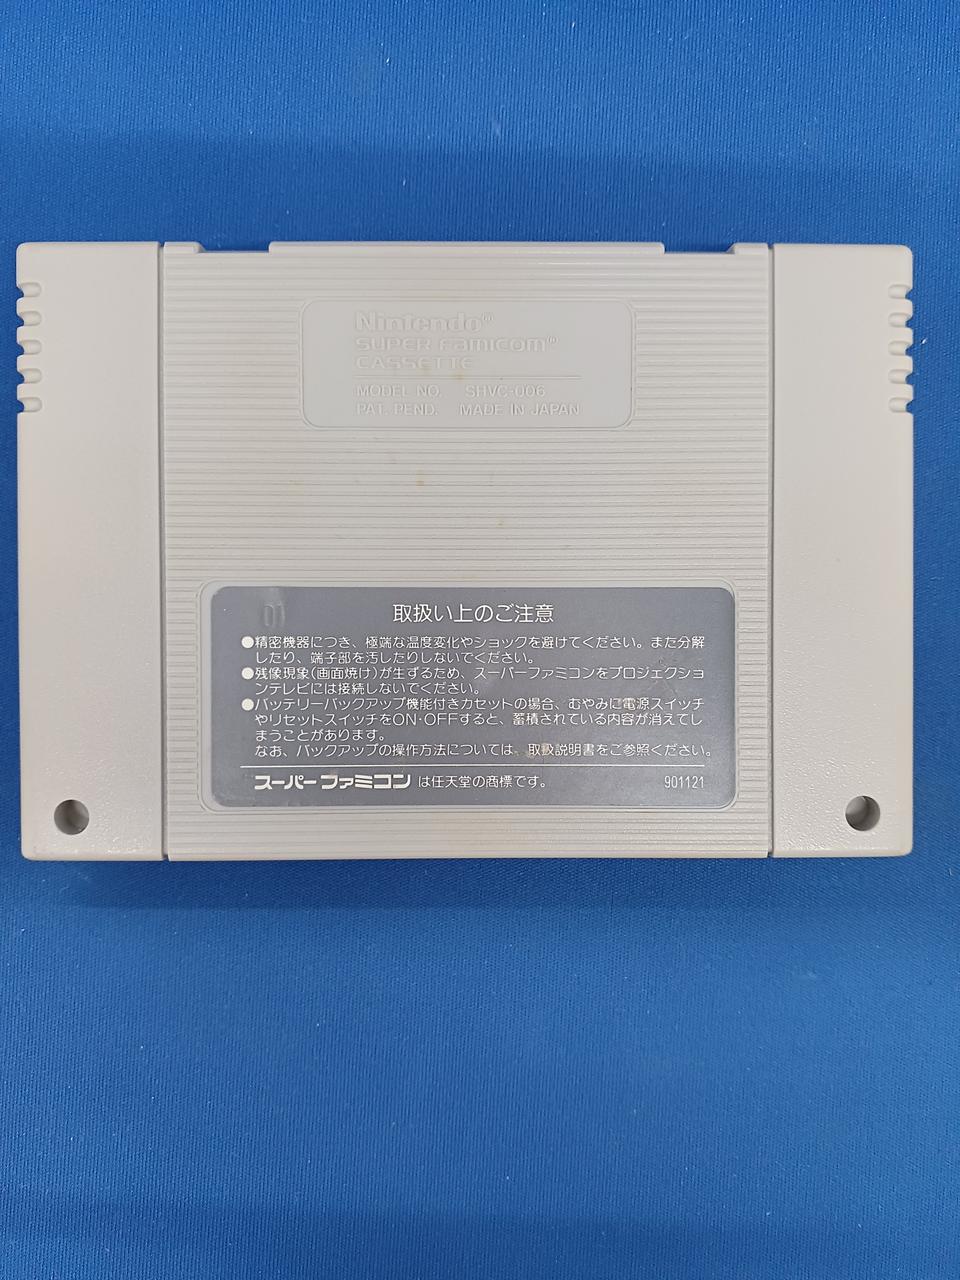 Nintendo®
SUPER FAMICOM®
CASSETTE
MODEL NO. SHVC-006
PAT. PEND. MADE IN JAPAN
01
取扱い上のご注意
●精密機器につき、極端な温度変化やショックを避けてください。また分解
したり、端子部を汚したりしないでください。
●残像現象(画面焼け)が生ずるため、スーパーファミコンをプロジェクショ
ンテレビには接続しないでください。
●バッテリーバックアップ機能付きカセットの場合、むやみに電源スイッチ
やリセットスイッチをON・OFFすると、蓄積されている内容が消えてし
まうことがあります。
なお、バックアップの操作方法については、取扱説明書をご参照ください。
スーパーファミコン は任天堂の商標です。 901121